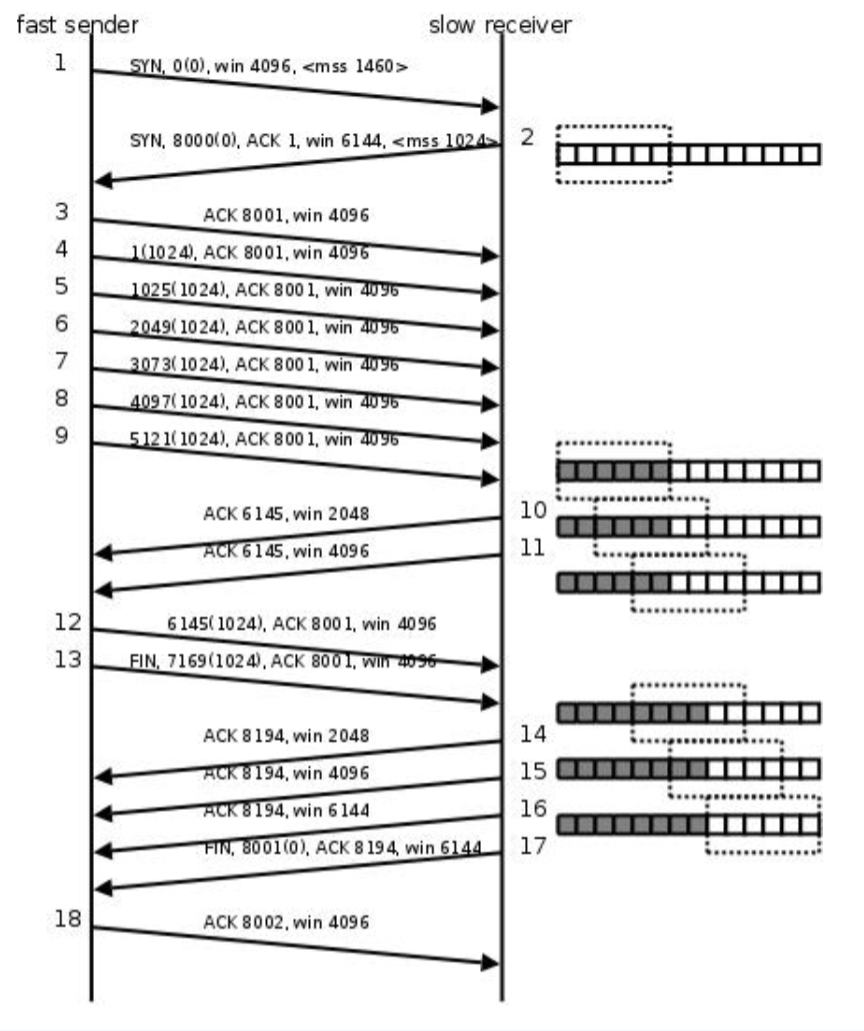 fast sender slow receiver
1 SYN, 0(0), win 4096, <mss 1460>
SYN, 8000(0), ACK 1, win 6144, <mss 1024> 2
3 ACK 8001, win 4096
4 1(1024), ACK 8001, win 4096
5 1025(1024), ACK 8001, win 4096
6 2049(1024), ACK 8001, win 4096
7 3073(1024), ACK 8001, win 4096
8 4097(1024), ACK 8001, win 4096
9 5121(1024), ACK 8001, win 4096
ACK 6145, win 2048 10
ACK 6145, win 4096 11
12 6145(1024), ACK 8001, win 4096
13 FIN, 7169(1024), ACK 8001, win 4096
ACK 8194, win 2048 14
ACK 8194, win 4096 15
ACK 8194, win 6144 16
FIN, 8001(0), ACK 8194, win 6144 17
18 ACK 8002, win 4096